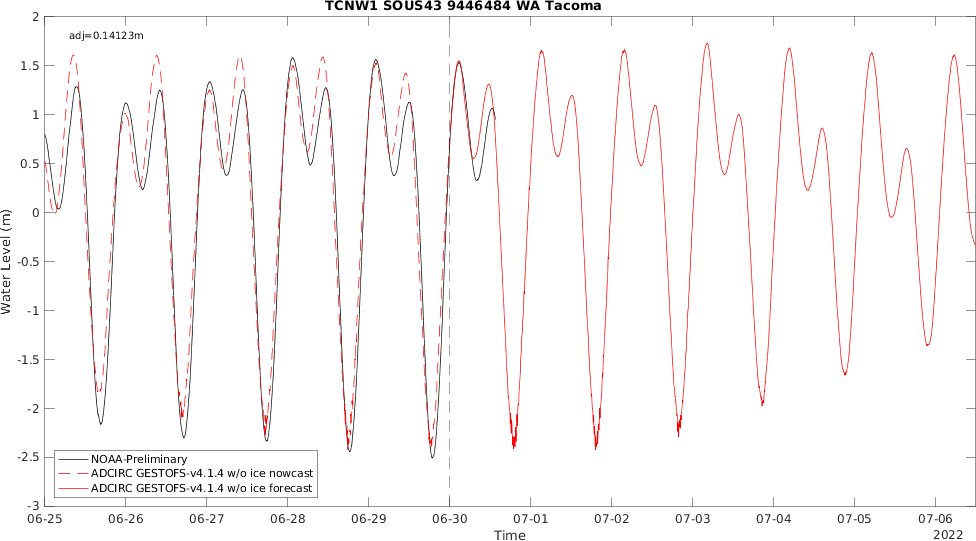 TCNW1 SOUS43 9446484 WA Tacoma
adj=0.14123m
2
1.5
1
0.5
0
-0.5
-1
-1.5
-2
-2.5
-3
Water Level (m)
NOAA-Preliminary
ADCIRC GESTOFS-v4.1.4 w/o ice nowcast
ADCIRC GESTOFS-v4.1.4 w/o ice forecast
06-25 06-26 06-27 06-28 06-29 06-30 07-01 07-02 07-03 07-04 07-05 07-06
Time
2022